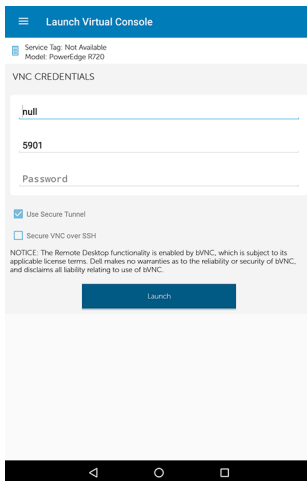 Launch Virtual Console
Service Tag: Not Available
Model: PowerEdge R720
VNC CREDENTIALS
null
5901
Password
Use Secure Tunnel
Secure VNC over SSH
NOTICE: The Remote Desktop functionality is enabled by bVNC, which is subject to its
applicable license terms. Dell makes no warranties as to the reliability or security of bVNC,
and disclaims all liability relating to use of bVNC.
Launch